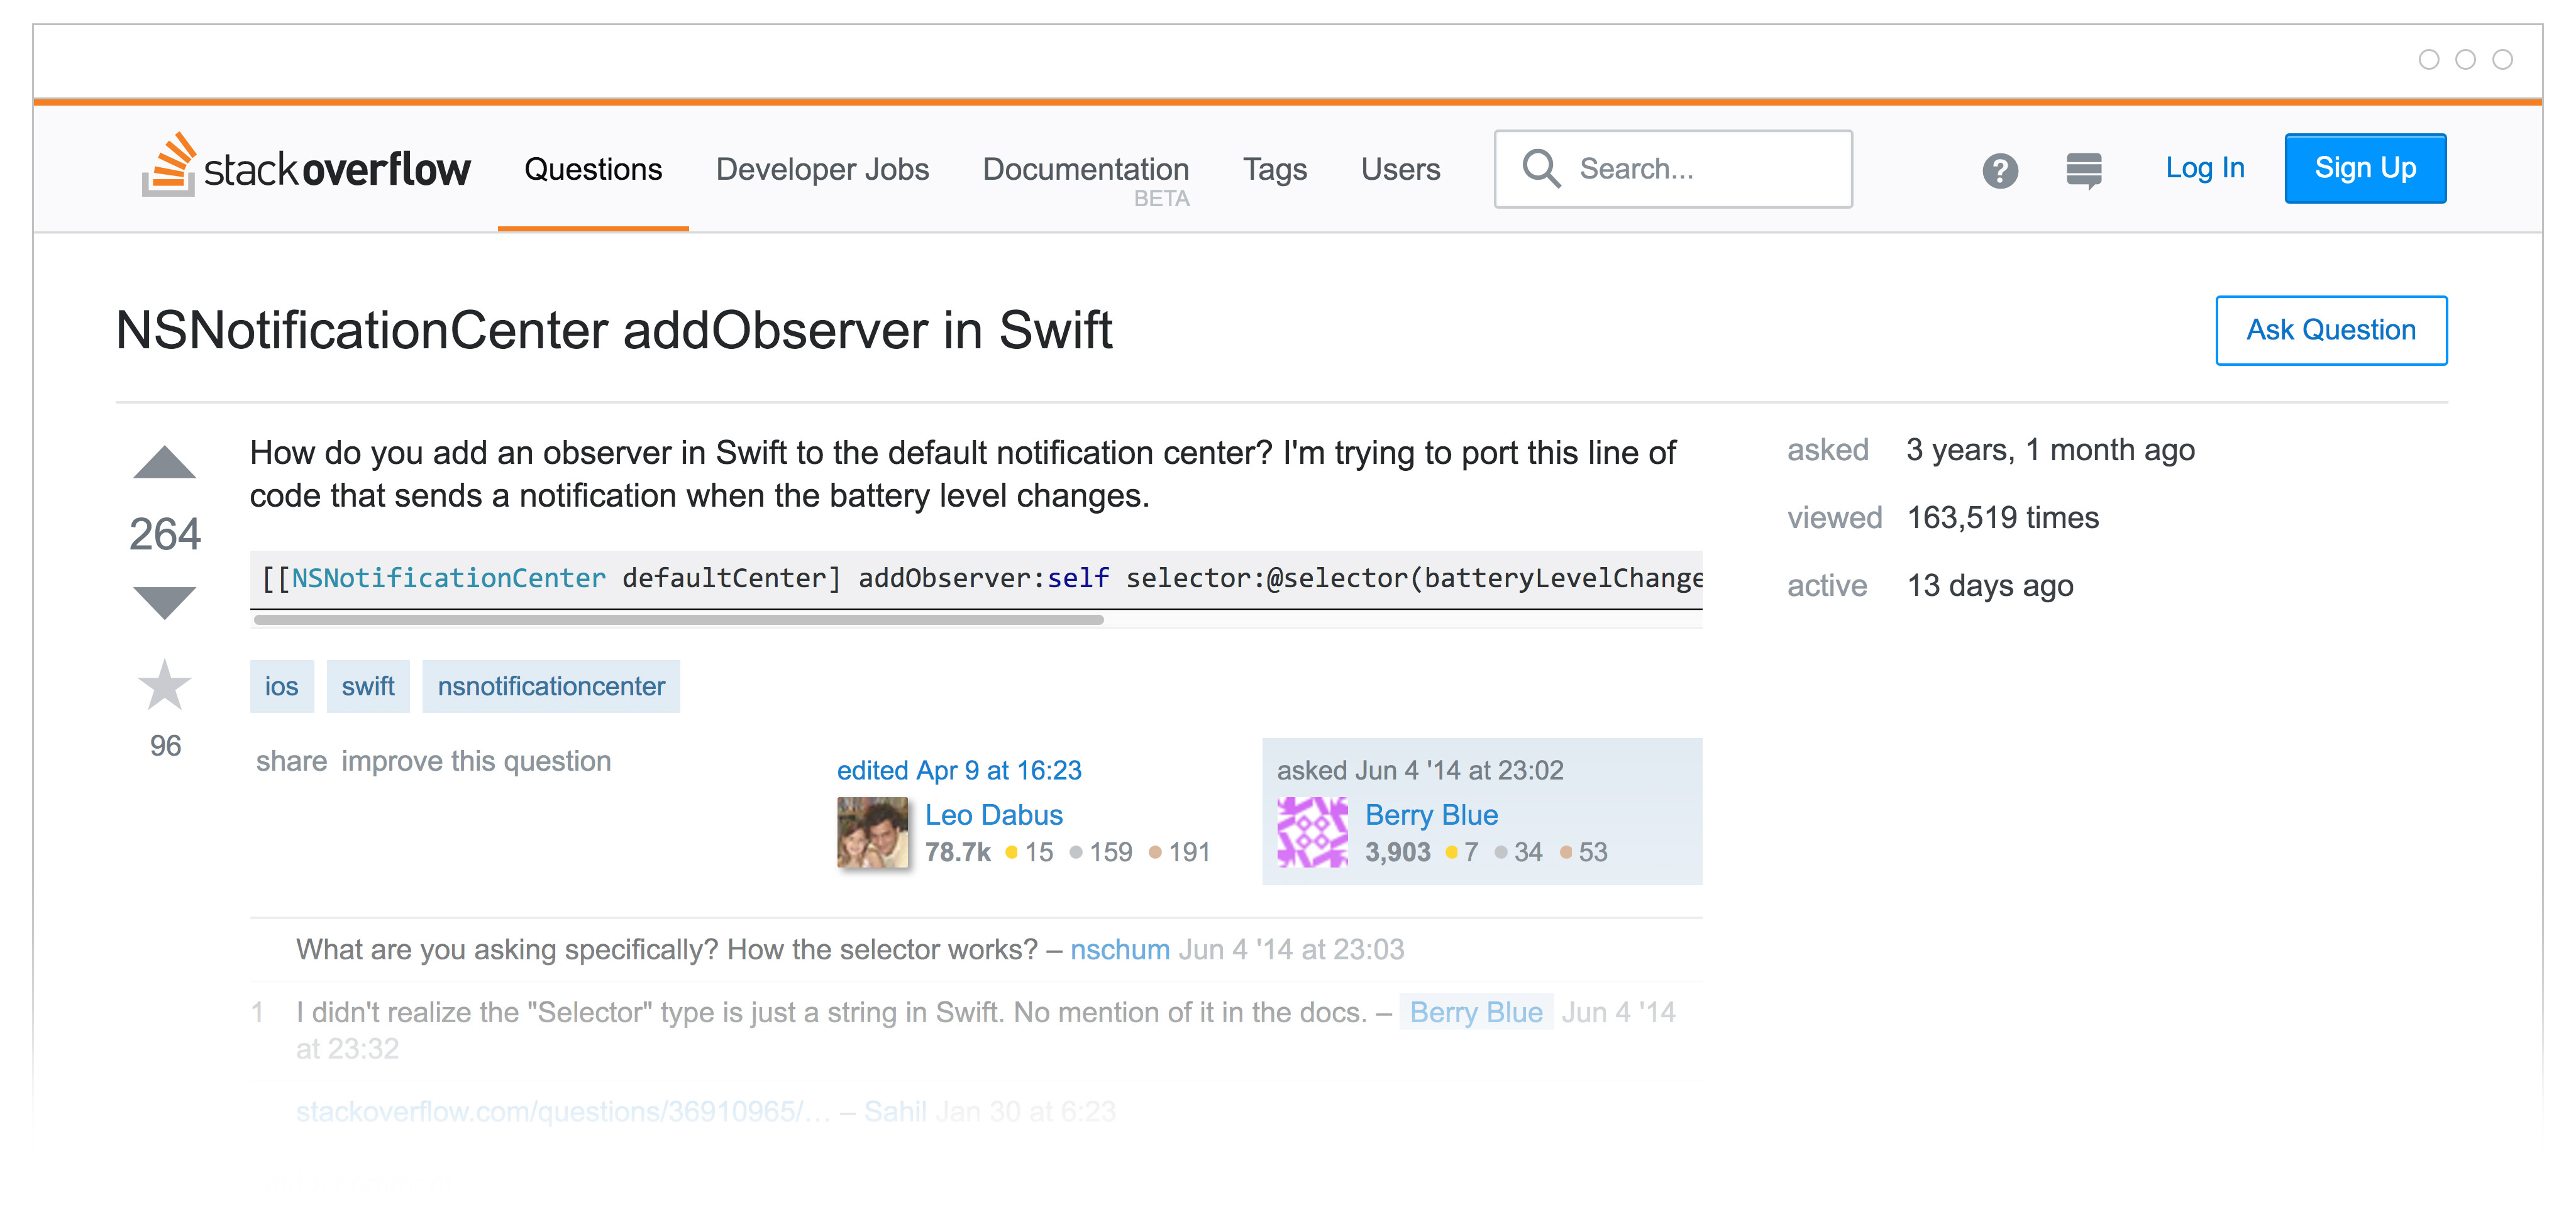 stackoverflow Questions Developer Jobs Documentation Tags Users Search... ? Log In Sign Up
BETA
NSNotificationCenter addObserver in Swift Ask Question
How do you add an observer in Swift to the default notification center? I'm trying to port this line of
code that sends a notification when the battery level changes.
asked 3 years, 1 month ago
viewed 163,519 times
active 13 days ago
264
[[NSNotificationCenter defaultCenter] addObserver:self selector:@selector(batteryLevelChange
ios swift nsnotificationcenter
96
share improve this question
edited Apr 9 at 16:23
Leo Dabus
78.7k 15 159 191
asked Jun 4 '14 at 23:02
Berry Blue
3,903 7 34 53
What are you asking specifically? How the selector works? – nschum Jun 4 '14 at 23:03
1 I didn't realize the "Selector" type is just a string in Swift. No mention of it in the docs. – Berry Blue Jun 4 '14
at 23:32
stackoverflow.com/questions/36910965/… – Sahil Jan 30 at 6:23